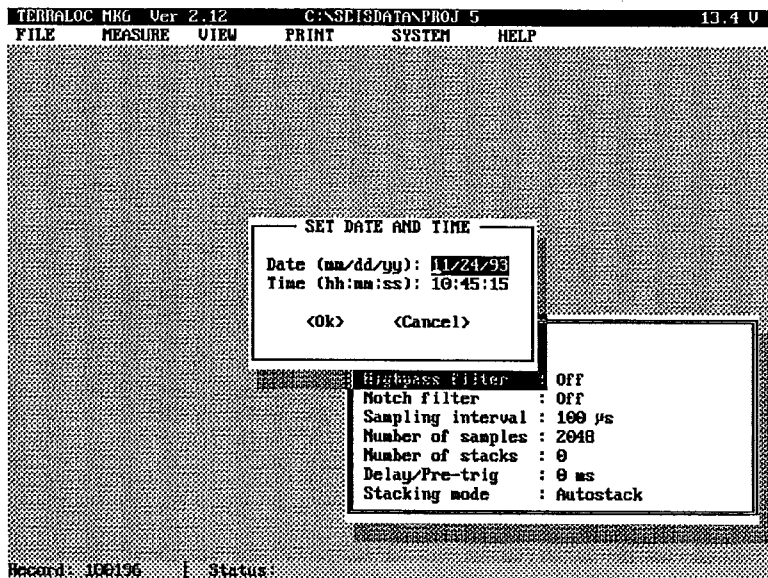 TERRALOC MK6 Ver 2.12 C:\SEISDATA\PROJ_5 13.4 V
FILE MEASURE VIEW PRINT SYSTEM HELP
SET DATE AND TIME
Date (mm/dd/yy): 11/24/93
Time (hh:mm:ss): 10:45:15
<Ok> <Cancel>
Highpass filter : Off
Notch filter : Off
Sampling interval : 100 µs
Number of samples : 2048
Number of stacks : 0
Delay/Pre-trig : 0 ms
Stacking mode : Autostack
Record: 100196 | Status: